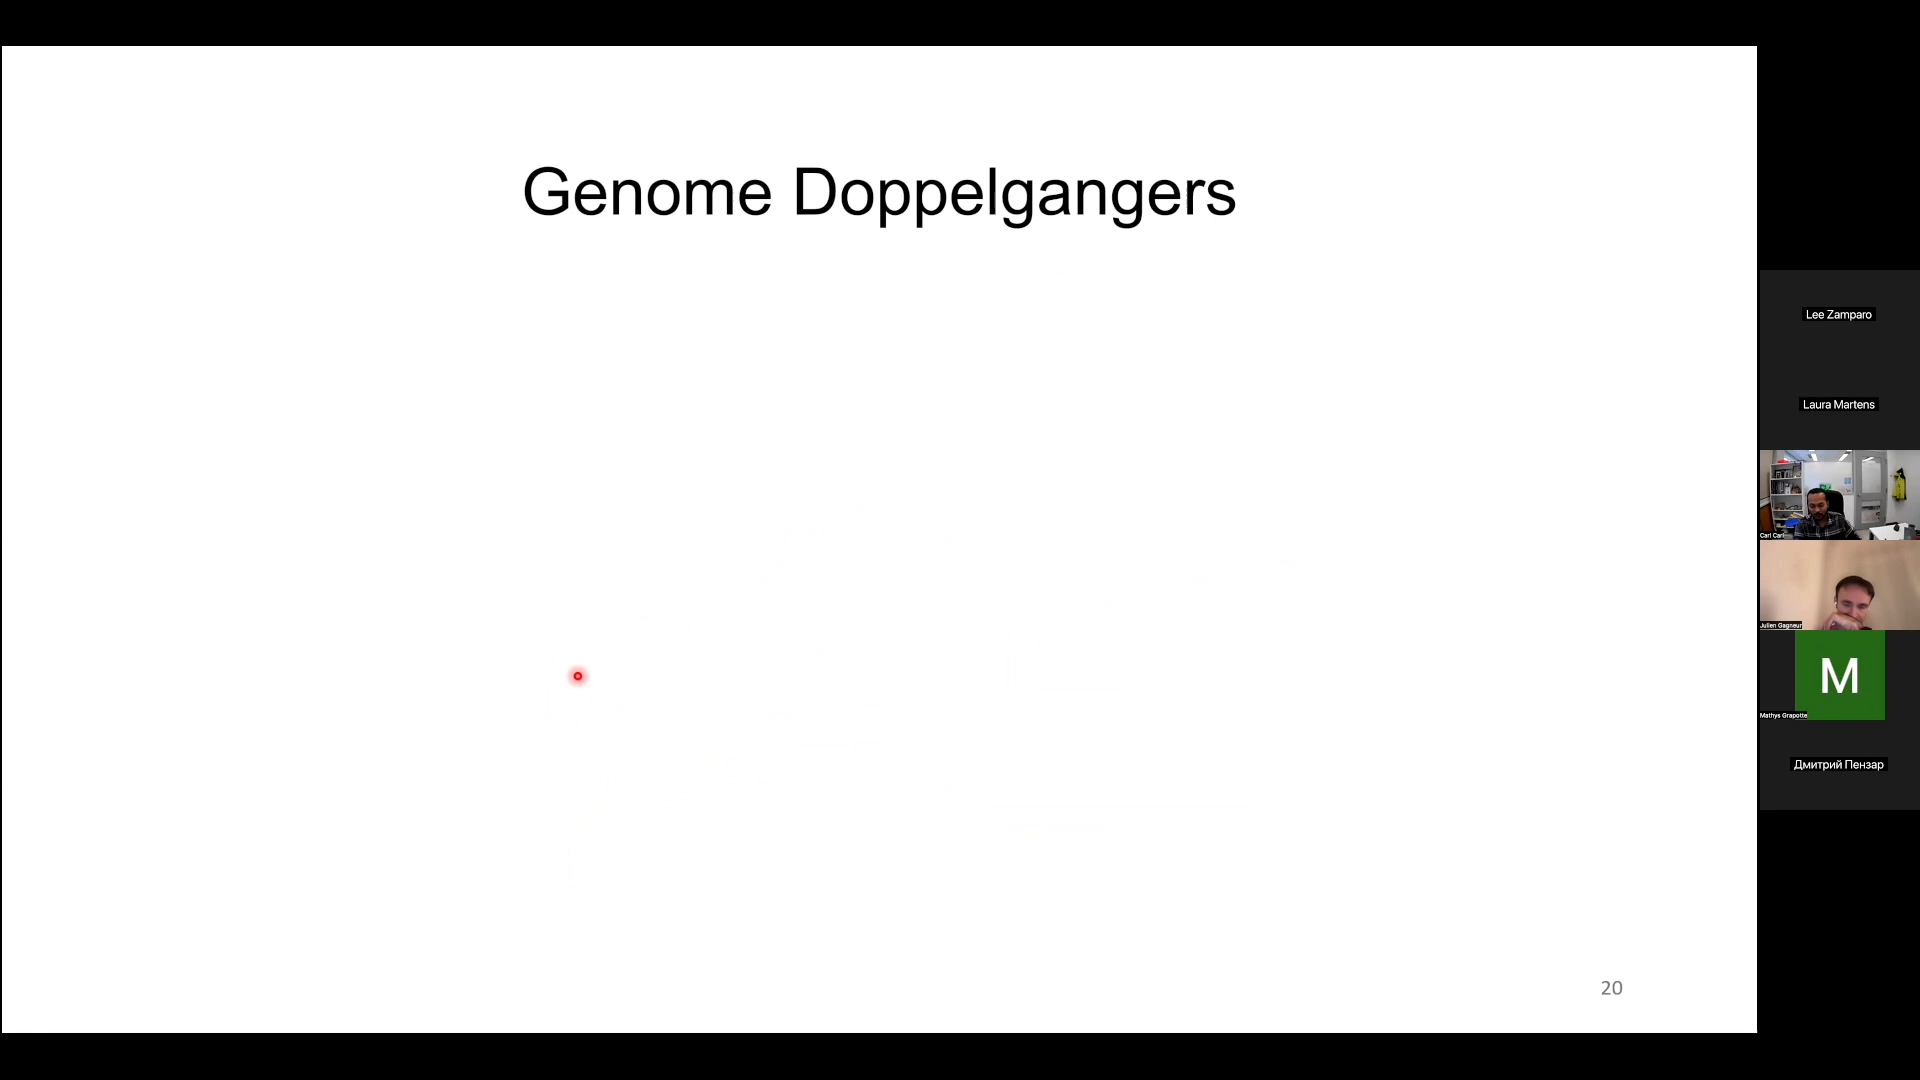 Genome Doppelgangers
20
Lee Zamparo
Laura Martens
Carl Carl
Julien Gagneur
M
Mathys Grapotte
Дмитрий Пензар